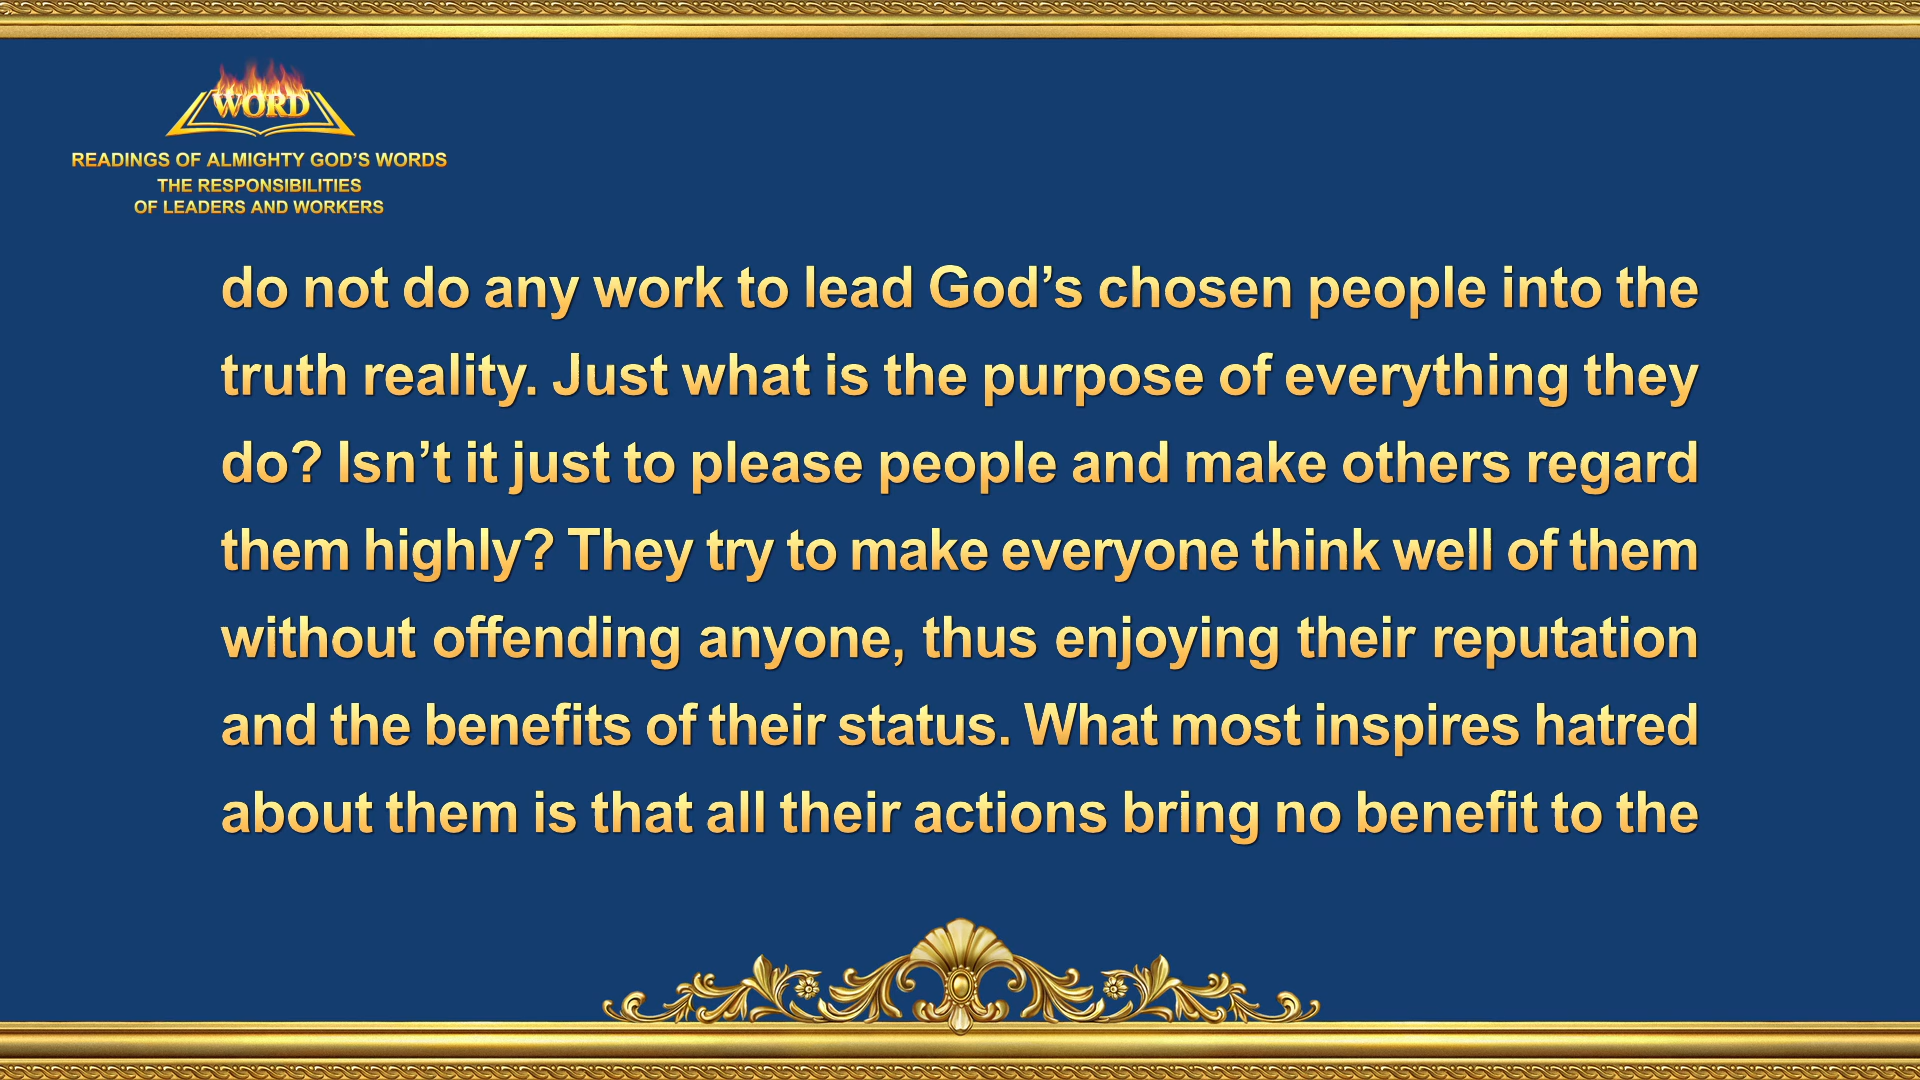 WORD
READINGS OF ALMIGHTY GOD’S WORDS
THE RESPONSIBILITIES
OF LEADERS AND WORKERS
do not do any work to lead God’s chosen people into the
truth reality. Just what is the purpose of everything they
do? Isn’t it just to please people and make others regard
them highly? They try to make everyone think well of them
without offending anyone, thus enjoying their reputation
and the benefits of their status. What most inspires hatred
about them is that all their actions bring no benefit to the